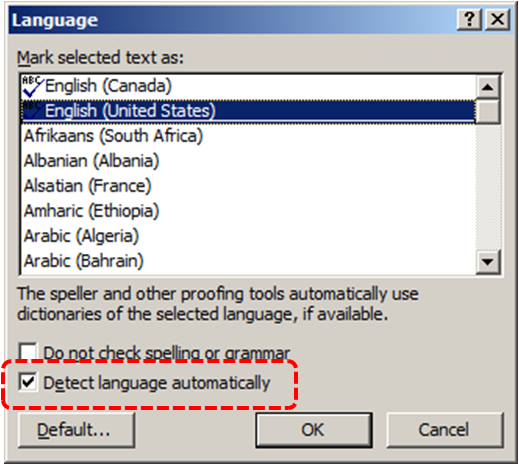 Language
Mark selected text as:
ABC English (Canada)
ABC English (United States)
Afrikaans (South Africa)
Albanian (Albania)
Alsatian (France)
Amharic (Ethiopia)
Arabic (Algeria)
Arabic (Bahrain)
The speller and other proofing tools automatically use
dictionaries of the selected language, if available.
Do not check spelling or grammar
Detect language automatically
Default... OK Cancel